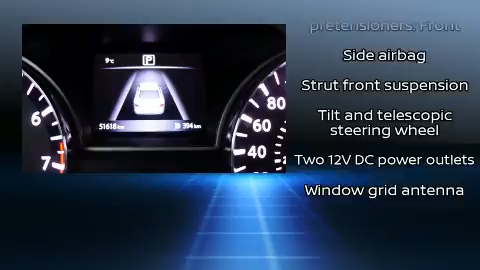 pretensioners: Front
Side airbag
Strut front suspension
Tilt and telescopic
steering wheel
Two 12V DC power outlets
Window grid antenna
9°C
P
51618km
394 km
6
7
80
60
40